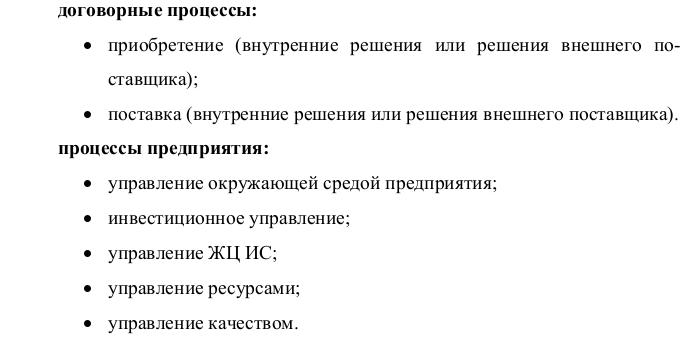 договорные процессы:
• приобретение (внутренние решения или решения внешнего по-
ставщика);
• поставка (внутренние решения или решения внешнего поставщика).
процессы предприятия:
• управление окружающей средой предприятия;
• инвестиционное управление;
• управление ЖЦ ИС;
• управление ресурсами;
• управление качеством.